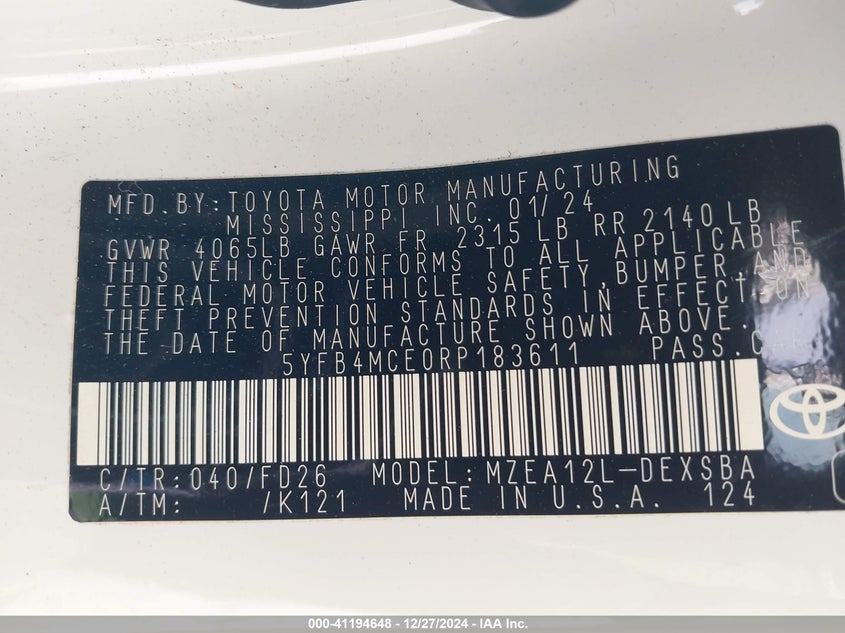 MFD. BY: TOYOTA MOTOR MANUFACTURING
MISSISSIPPI INC. 01/24
GVWR 4065LB GAWR FR 2315 LB RR 2140 LB
THIS VEHICLE CONFORMS TO ALL APPLICABLE
FEDERAL MOTOR VEHICLE SAFETY, BUMPER, AND
THEFT PREVENTION STANDARDS IN EFFECT ON
THE DATE OF MANUFACTURE SHOWN ABOVE.
5YFB4MCE0RP183611 PASS. CAR
C/TR: 040/FD26 MODEL: MZEA12L-DEXSBA
A/TM: /K121 MADE IN U.S.A. 124
000-41194648 - 12/27/2024 - IAA Inc.